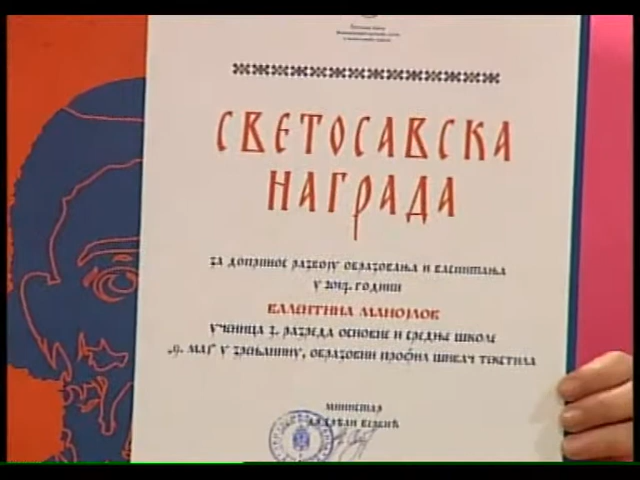 СВЕТОСАВСКА
НАГРАДА
за допринос развоју образовања и васпитања
у 2017. години
ВАЛЕНТИНА МАНОЈЛОВ
ученица 3. разреда основне и средње школе
„9. мај” у Зрењанину, образовни профил шивач текстила
министар